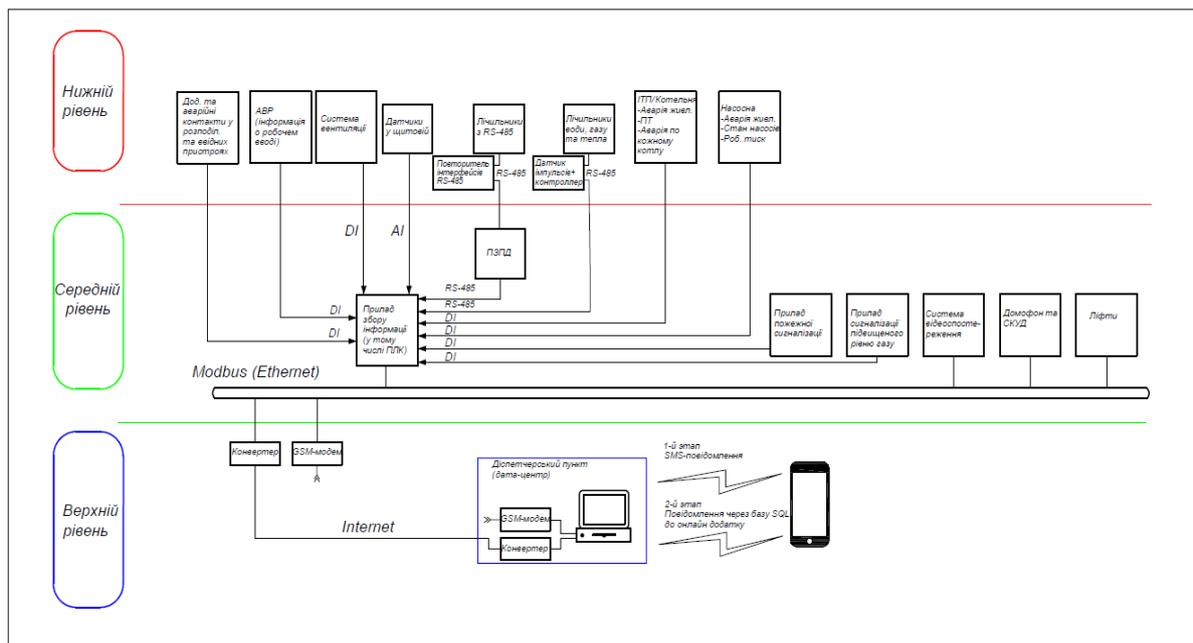 Нижній
рівень
Дод. та
аварійні
контакти у
розподіл.
та ввідних
пристроях
АВР
(інформація
о робочем
вводі)
Система
вентиляції
Датчики
у щитовій
Лічильники
з RS-485
Повторитель
інтерфейсів
RS-485
RS-485
Лічильники
води, газу
та тепла
Датчик
імпульсів+
контроллер
RS-485
ІТП/Котельня
-Аварія живл.
-ПТ
-Аварія по
кожному
котлу
Насосна
-Аварія живл.
-Стан насосів
-Роб. тиск
Середній
рівень
DI
AI
ПЗПД
RS-485
RS-485
DI
DI
DI
DI
DI
DI
Прилад
збору
інформації
(у тому
числі ПЛК)
Прилад
пожежної
сигналізації
Прилад
сигналізації
підвищеного
рівню газу
Система
відеоспосте-
реження
Домофон та
СКУД
Ліфти
Modbus (Ethernet)
Верхній
рівень
Конвертер
GSM-модем
Internet
Діспетчерський пункт
(дата-центр)
GSM-модем
Конвертер
1-й этап
SMS-повідомлення
2-й этап
Повідомлення через базу SQL
до онлайн додатку